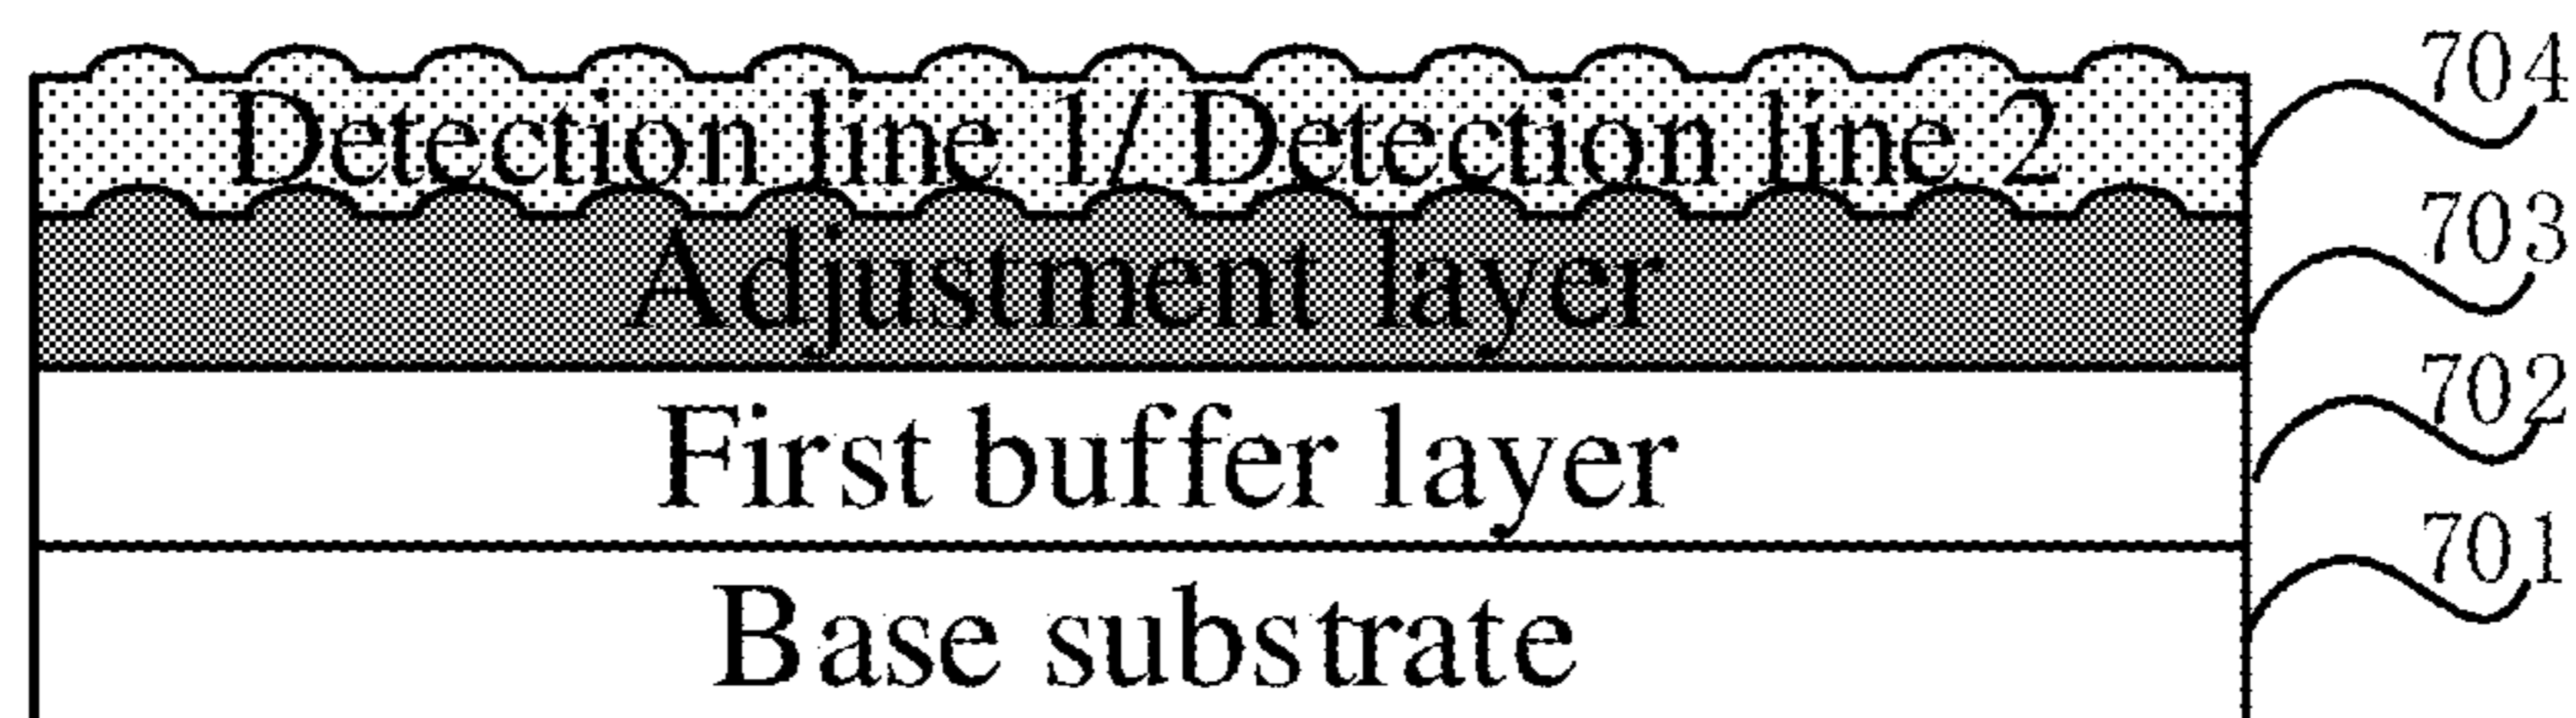 704
Detection line 1/ Detection line 2
703
Adjustment layer
702
First buffer layer
701
Base substrate